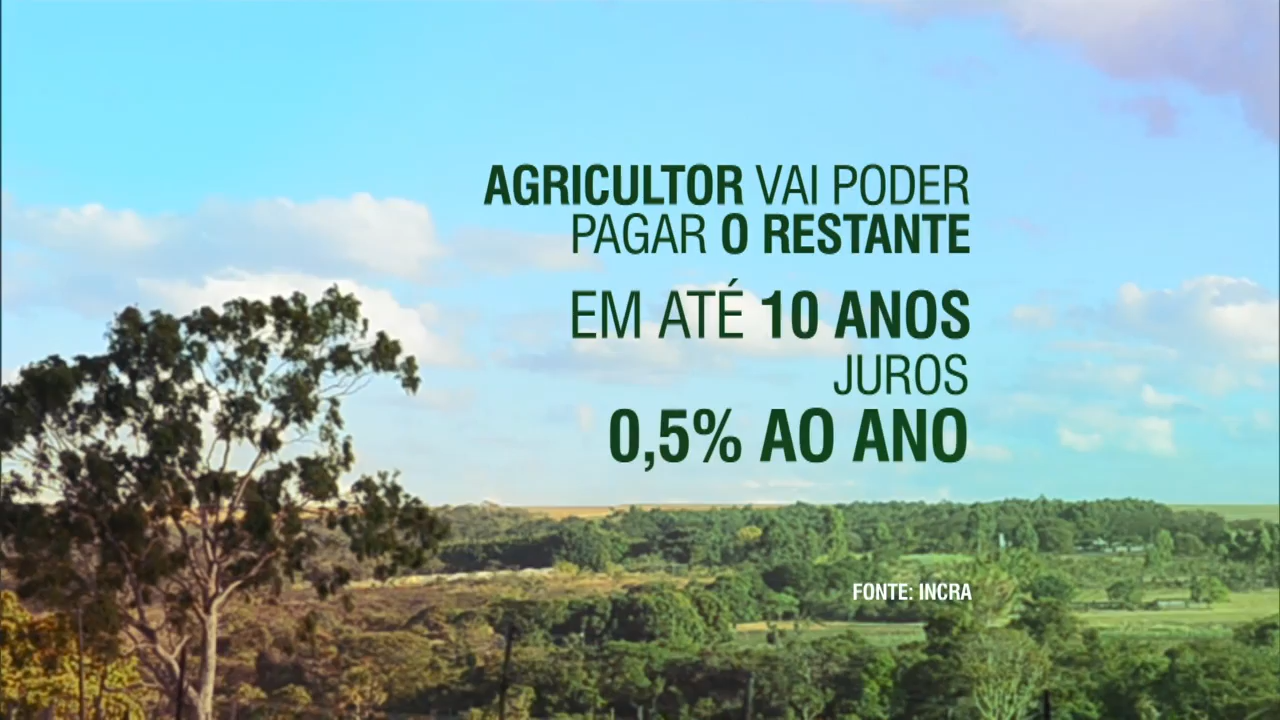 AGRICULTOR VAI PODER
PAGAR O RESTANTE
EM ATÉ 10 ANOS
JUROS
0,5% AO ANO
FONTE: INCRA